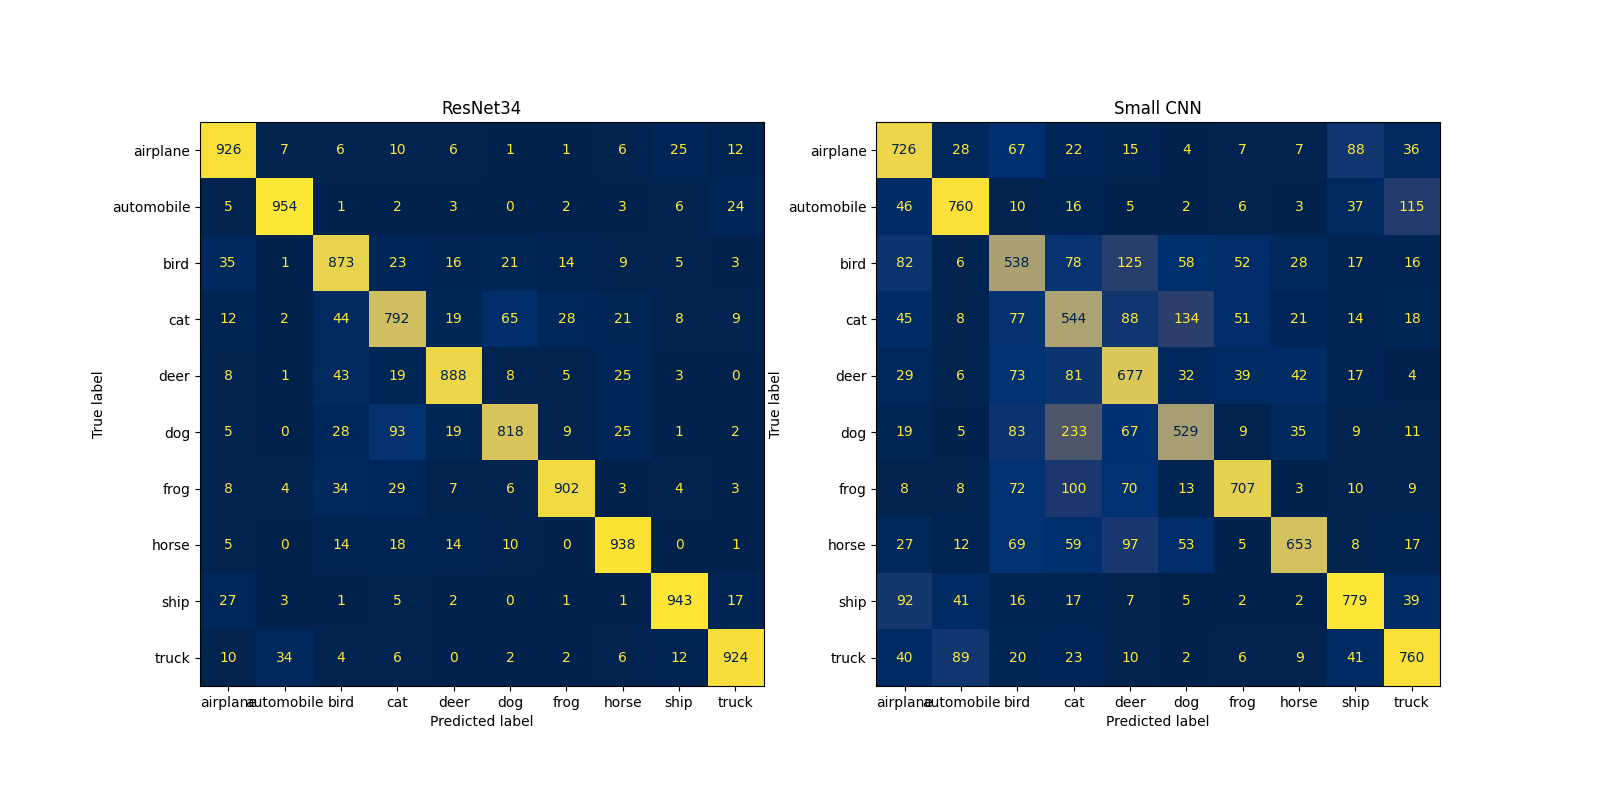 ResNet34
airplane 926 7 6 10 6 1 1 6 25 12
automobile 5 954 1 2 3 0 2 3 6 24
bird 35 1 873 23 16 21 14 9 5 3
cat 12 2 44 792 19 65 28 21 8 9
deer 8 1 43 19 888 8 5 25 3 0
True label
dog 5 0 28 93 19 818 9 25 1 2
frog 8 4 34 29 7 6 902 3 4 3
horse 5 0 14 18 14 10 0 938 0 1
ship 27 3 1 5 2 0 1 1 943 17
truck 10 34 4 6 0 2 2 6 12 924
airplane automobile bird cat deer dog frog horse ship truck
Predicted label
Small CNN
airplane 726 28 67 22 15 4 7 7 88 36
automobile 46 760 10 16 5 2 6 3 37 115
bird 82 6 538 78 125 58 52 28 17 16
cat 45 8 77 544 88 134 51 21 14 18
deer 29 6 73 81 677 32 39 42 17 4
True label
dog 19 5 83 233 67 529 9 35 9 11
frog 8 8 72 100 70 13 707 3 10 9
horse 27 12 69 59 97 53 5 653 8 17
ship 92 41 16 17 7 5 2 2 779 39
truck 40 89 20 23 10 2 6 9 41 760
airplane automobile bird cat deer dog frog horse ship truck
Predicted label